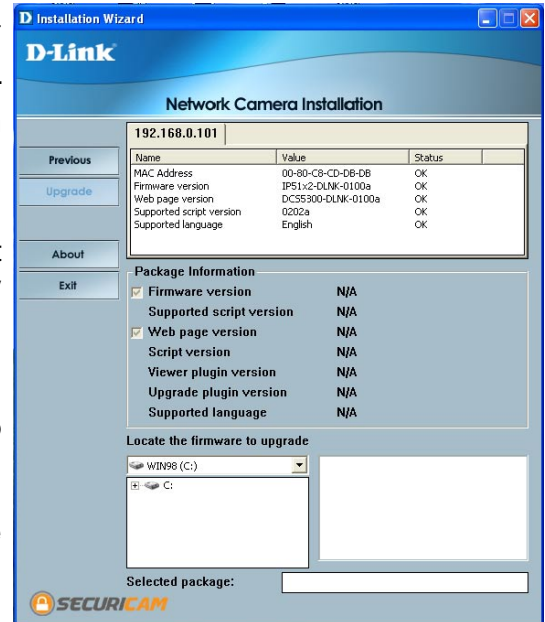 Installation Wizard
D-Link
Network Camera Installation
192.168.0.101
Previous
Upgrade
About
Exit
Name Value Status
MAC Address 00-80-C8-CD-DB-DB OK
Firmware version IP51x2-DLNK-0100a OK
Web page version DCS5300-DLNK-0100a OK
Supported script version 0202a OK
Supported language English OK
Package Information
Firmware version N/A
Supported script version N/A
Web page version N/A
Script version N/A
Viewer plugin version N/A
Upgrade plugin version N/A
Supported language N/A
Locate the firmware to upgrade
WIN98 (C:)
C:
Selected package:
SECURICAM